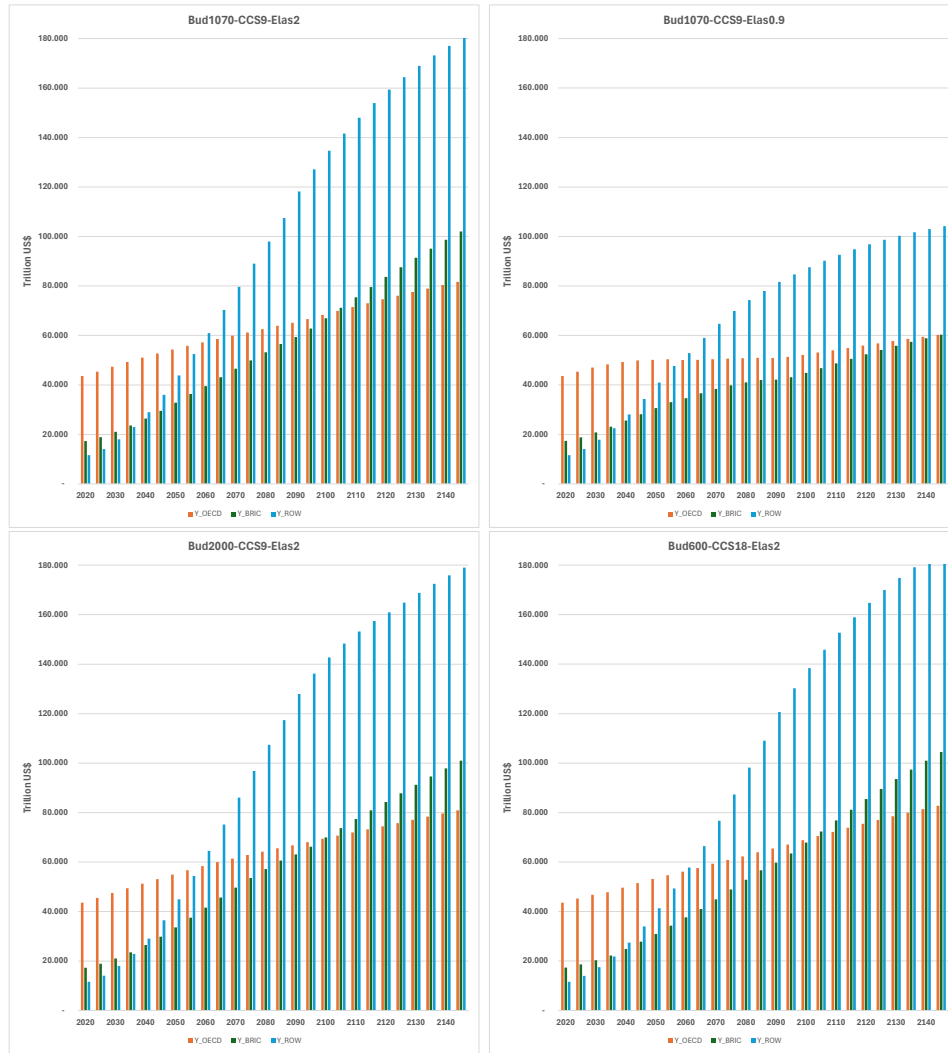 Bud1070-CCS9-Elas2
180.000
160.000
140.000
120.000
100.000
80.000
60.000
40.000
20.000
-
Trillion US$
2020 2030 2040 2050 2060 2070 2080 2090 2100 2110 2120 2130 2140
Y_OECD Y_BRIC Y_ROW
Bud1070-CCS9-Elas0.9
180.000
160.000
140.000
120.000
100.000
80.000
60.000
40.000
20.000
-
Trillion US$
2020 2030 2040 2050 2060 2070 2080 2090 2100 2110 2120 2130 2140
Y_OECD Y_BRIC Y_ROW
Bud2000-CCS9-Elas2
180.000
160.000
140.000
120.000
100.000
80.000
60.000
40.000
20.000
-
Trillion US$
2020 2030 2040 2050 2060 2070 2080 2090 2100 2110 2120 2130 2140
Y_OECD Y_BRIC Y_ROW
Bud600-CCS18-Elas2
180.000
160.000
140.000
120.000
100.000
80.000
60.000
40.000
20.000
-
Trillion US$
2020 2030 2040 2050 2060 2070 2080 2090 2100 2110 2120 2130 2140
Y_OECD Y_BRIC Y_ROW